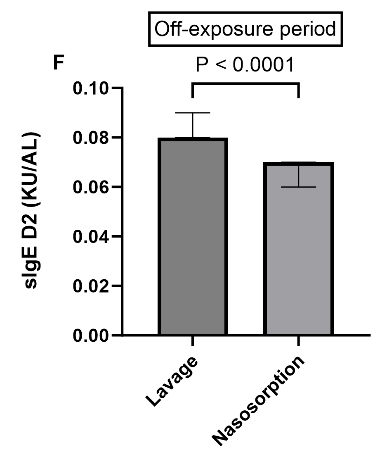 Off-exposure period
F
P < 0.0001
sIgE D2 (KU/AL)
0.10
0.08
0.06
0.04
0.02
0.00
Lavage
Nasosorption